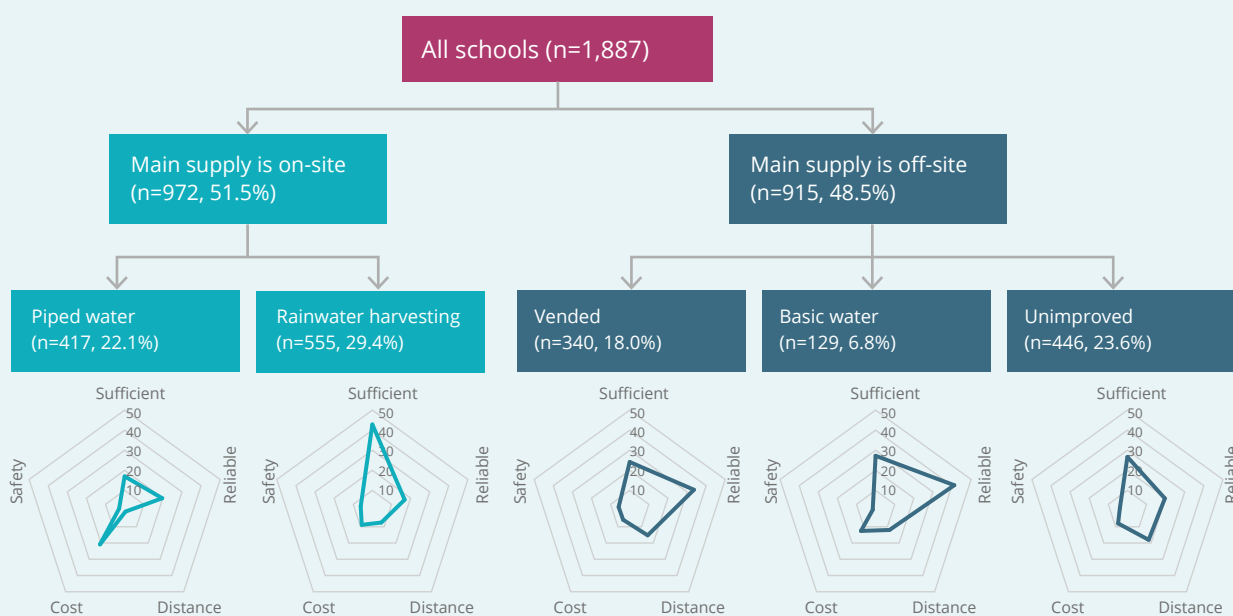 All schools (n=1,887)
Main supply is on-site
(n=972, 51.5%)
Main supply is off-site
(n=915, 48.5%)
Piped water
(n=417, 22.1%)
Rainwater harvesting
(n=555, 29.4%)
Vended
(n=340, 18.0%)
Basic water
(n=129, 6.8%)
Unimproved
(n=446, 23.6%)
Sufficient
50
40
30
20
10
Safety
Reliable
Cost
Distance
Sufficient
50
40
30
20
10
Safety
Reliable
Cost
Distance
Sufficient
50
40
30
20
10
Safety
Reliable
Cost
Distance
Sufficient
50
40
30
20
10
Safety
Reliable
Cost
Distance
Sufficient
50
40
30
20
10
Safety
Reliable
Cost
Distance